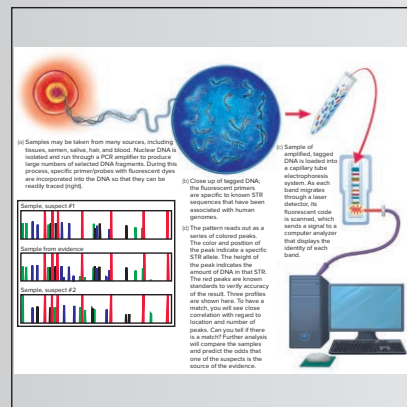 (a) Samples may be taken from many sources, including
tissues, semen, saliva, hair, and blood. Nuclear DNA is
isolated and run through a PCR amplifier to produce
large numbers of selected DNA fragments. During this
process, specific primer/probes with fluorescent dyes
are incorporated into the DNA so that they can be
readily traced (right).
Sample, suspect #1
Sample from evidence
Sample, suspect #2
(b) Close up of tagged DNA;
the fluorescent primers
are specific to known STR
sequences that have been
associated with human
genomes.
(d) The pattern reads out as a
series of colored peaks.
The color and position of
the peak indicate a specific
STR allele. The height of
the peak indicates the
amount of DNA in that STR.
The red peaks are known
standards to verify accuracy
of the result. Three profiles
are shown here. To have a
match, you will see close
correlation with regard to
location and number of
peaks. Can you tell if there
is a match? Further analysis
will compare the samples
and predict the odds that
one of the suspects is the
source of the evidence.
(c) Sample of
amplified, tagged
DNA is loaded into
a capillary tube
electrophoresis
system. As each
band migrates
through a laser
detector, its
fluorescent code
is scanned, which
sends a signal to a
computer analyzer
that displays the
identity of each
band.